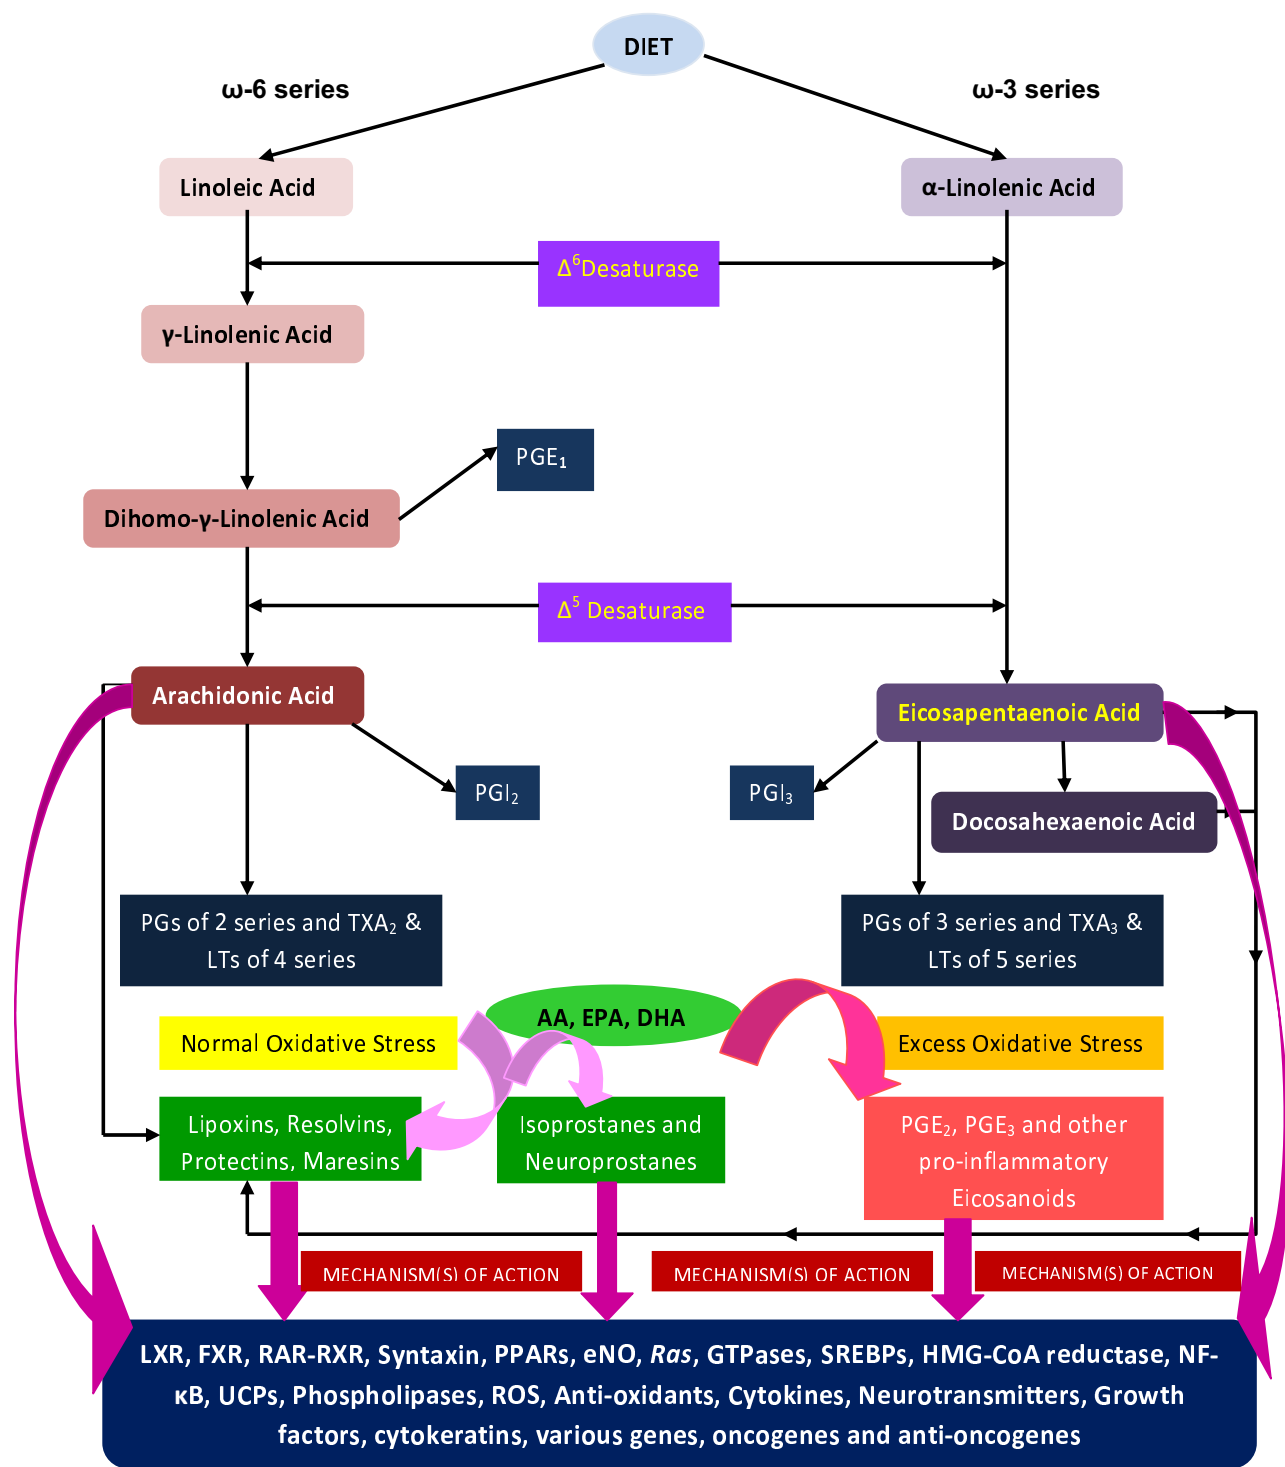 DIET
ω-6 series
ω-3 series
Linoleic Acid
α-Linolenic Acid
Δ⁶Desaturase
γ-Linolenic Acid
PGE₁
Dihomo-γ-Linolenic Acid
Δ⁵ Desaturase
Arachidonic Acid
Eicosapentaenoic Acid
PGI₂
PGI₃
Docosahexaenoic Acid
PGs of 2 series and TXA₂ &
LTs of 4 series
PGs of 3 series and TXA₃ &
LTs of 5 series
AA, EPA, DHA
Normal Oxidative Stress
Excess Oxidative Stress
Lipoxins, Resolvins,
Protectins, Maresins
Isoprostanes and
Neuroprostanes
PGE₂, PGE₃ and other
pro-inflammatory
Eicosanoids
MECHANISM(S) OF ACTION
MECHANISM(S) OF ACTION
MECHANISM(S) OF ACTION
LXR, FXR, RAR-RXR, Syntaxin, PPARs, eNO, Ras, GTPases, SREBPs, HMG-CoA reductase, NF-
κB, UCPs, Phospholipases, ROS, Anti-oxidants, Cytokines, Neurotransmitters, Growth
factors, cytokeratins, various genes, oncogenes and anti-oncogenes